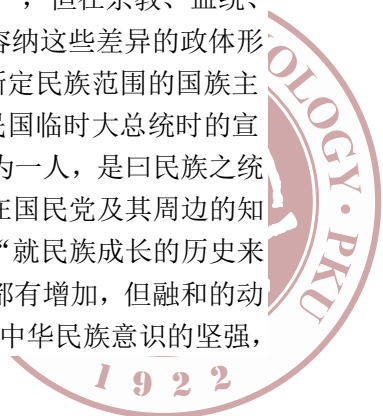 ，但在宗教、血统、
容纳这些差异的政体形
所定民族范围的国族主
民国临时大总统时的宣
为一人，是曰民族之统
在国民党及其周边的知
“就民族成长的历史来
都有增加，但融和的动
中华民族意识的坚强，
OLOGY · PKU
1922